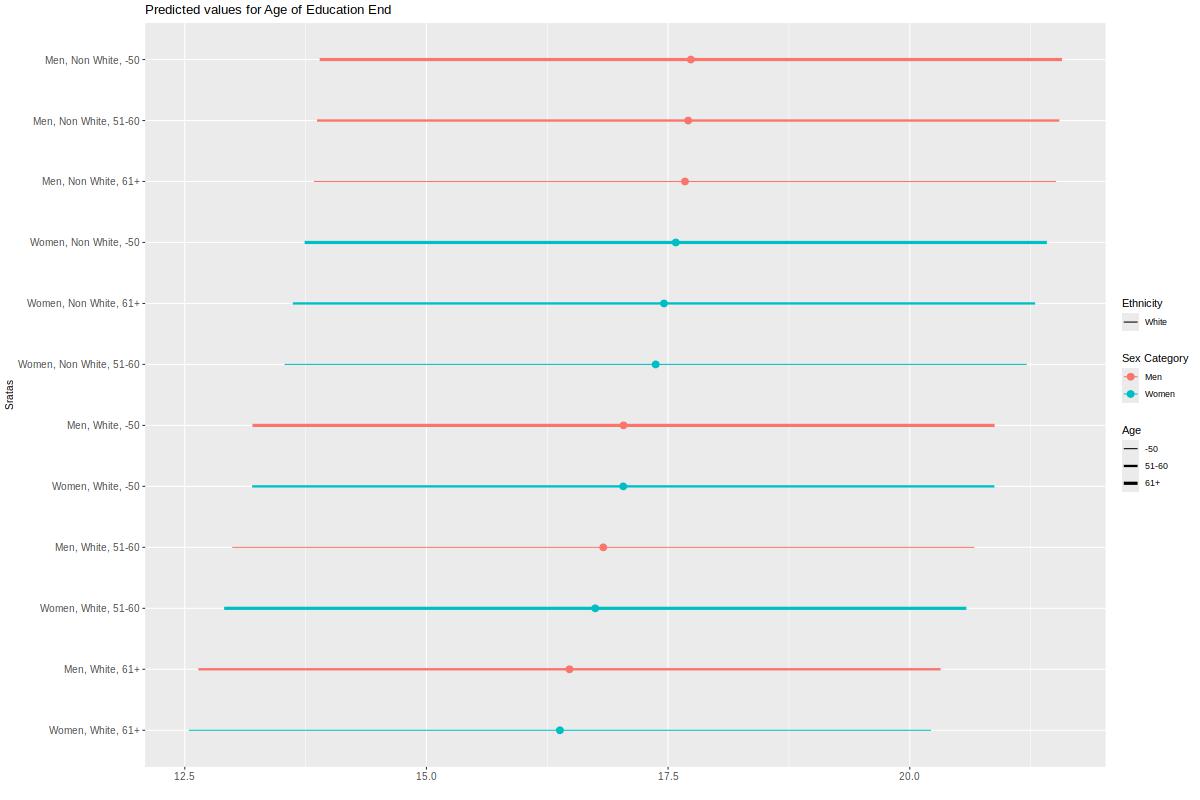 Predicted values for Age of Education End
Men, Non White, -50
Men, Non White, 51-60
Men, Non White, 61+
Women, Non White, -50
Women, Non White, 61+
Women, Non White, 51-60
Men, White, -50
Women, White, -50
Men, White, 51-60
Women, White, 51-60
Men, White, 61+
Women, White, 61+
Sratas
12.5
15.0
17.5
20.0
Ethnicity
White
Sex Category
Men
Women
Age
-50
51-60
61+